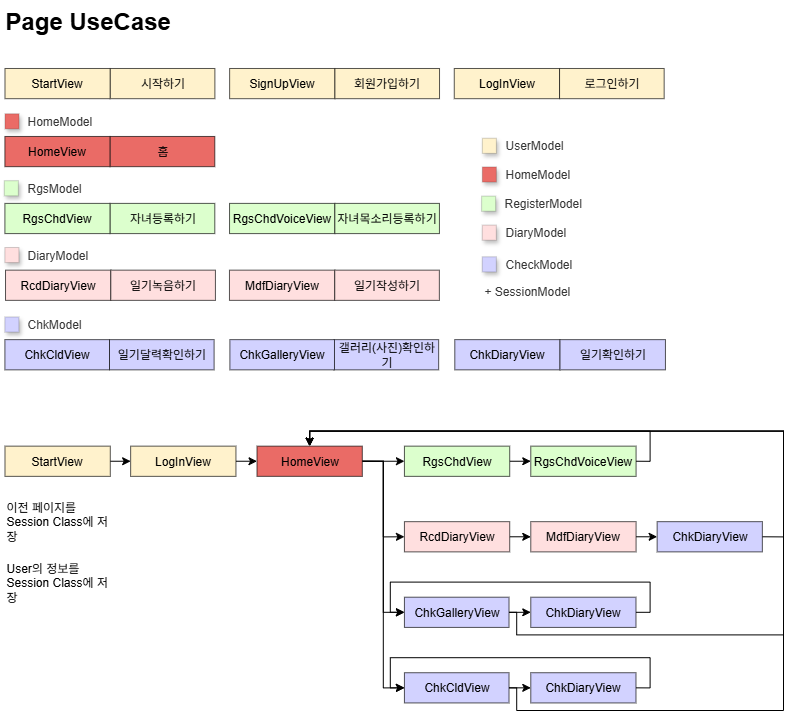 Page UseCase
StartView 시작하기 SignUpView 회원가입하기 LogInView 로그인하기
HomeModel
HomeView 홈
UserModel
HomeModel
RgsModel
RegisterModel
RgsChdView 자녀등록하기 RgsChdVoiceView 자녀목소리등록하기
DiaryModel
DiaryModel
RcdDiaryView 일기녹음하기 MdfDiaryView 일기작성하기
CheckModel
+ SessionModel
ChkModel
ChkCldView 일기달력확인하기 ChkGalleryView 갤러리(사진)확인하
기
ChkDiaryView 일기확인하기
StartView LogInView HomeView RgsChdView RgsChdVoiceView
이전 페이지를
Session Class에 저
장
RcdDiaryView MdfDiaryView ChkDiaryView
User의 정보를
Session Class에 저
장
ChkGalleryView ChkDiaryView
ChkCldView ChkDiaryView